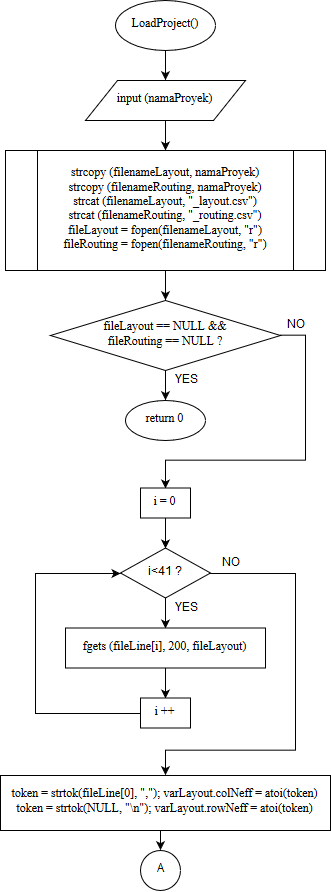 LoadProject()
input (namaProyek)
strcopy (filenameLayout, namaProyek)
strcopy (filenameRouting, namaProyek)
strcat (filenameLayout, "_layout.csv")
strcat (filenameRouting, "_routing.csv")
fileLayout = fopen(filenameLayout, "r")
fileRouting = fopen(filenameRouting, "r")
fileLayout == NULL &&
fileRouting == NULL ?
NO
YES
return 0
i = 0
i<41 ?
NO
YES
fgets (fileLine[i], 200, fileLayout)
i ++
token = strtok(fileLine[0], ","); varLayout.colNeff = atoi(token)
token = strtok(NULL, "\n"); varLayout.rowNeff = atoi(token)
A